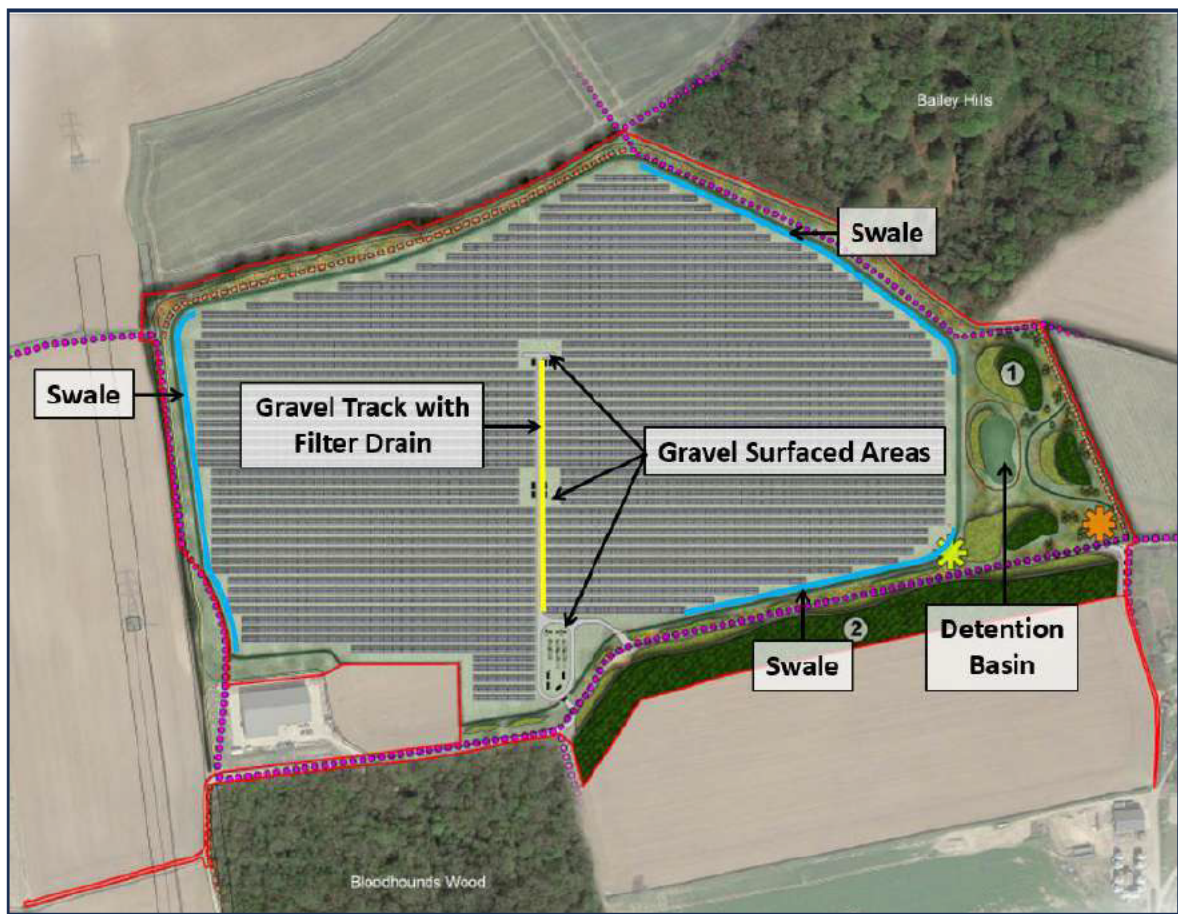 Bailey Hills
Swale
1
Swale
Gravel Track with
Filter Drain
Gravel Surfaced Areas
2
Swale
Detention
Basin
Bloodhounds Wood